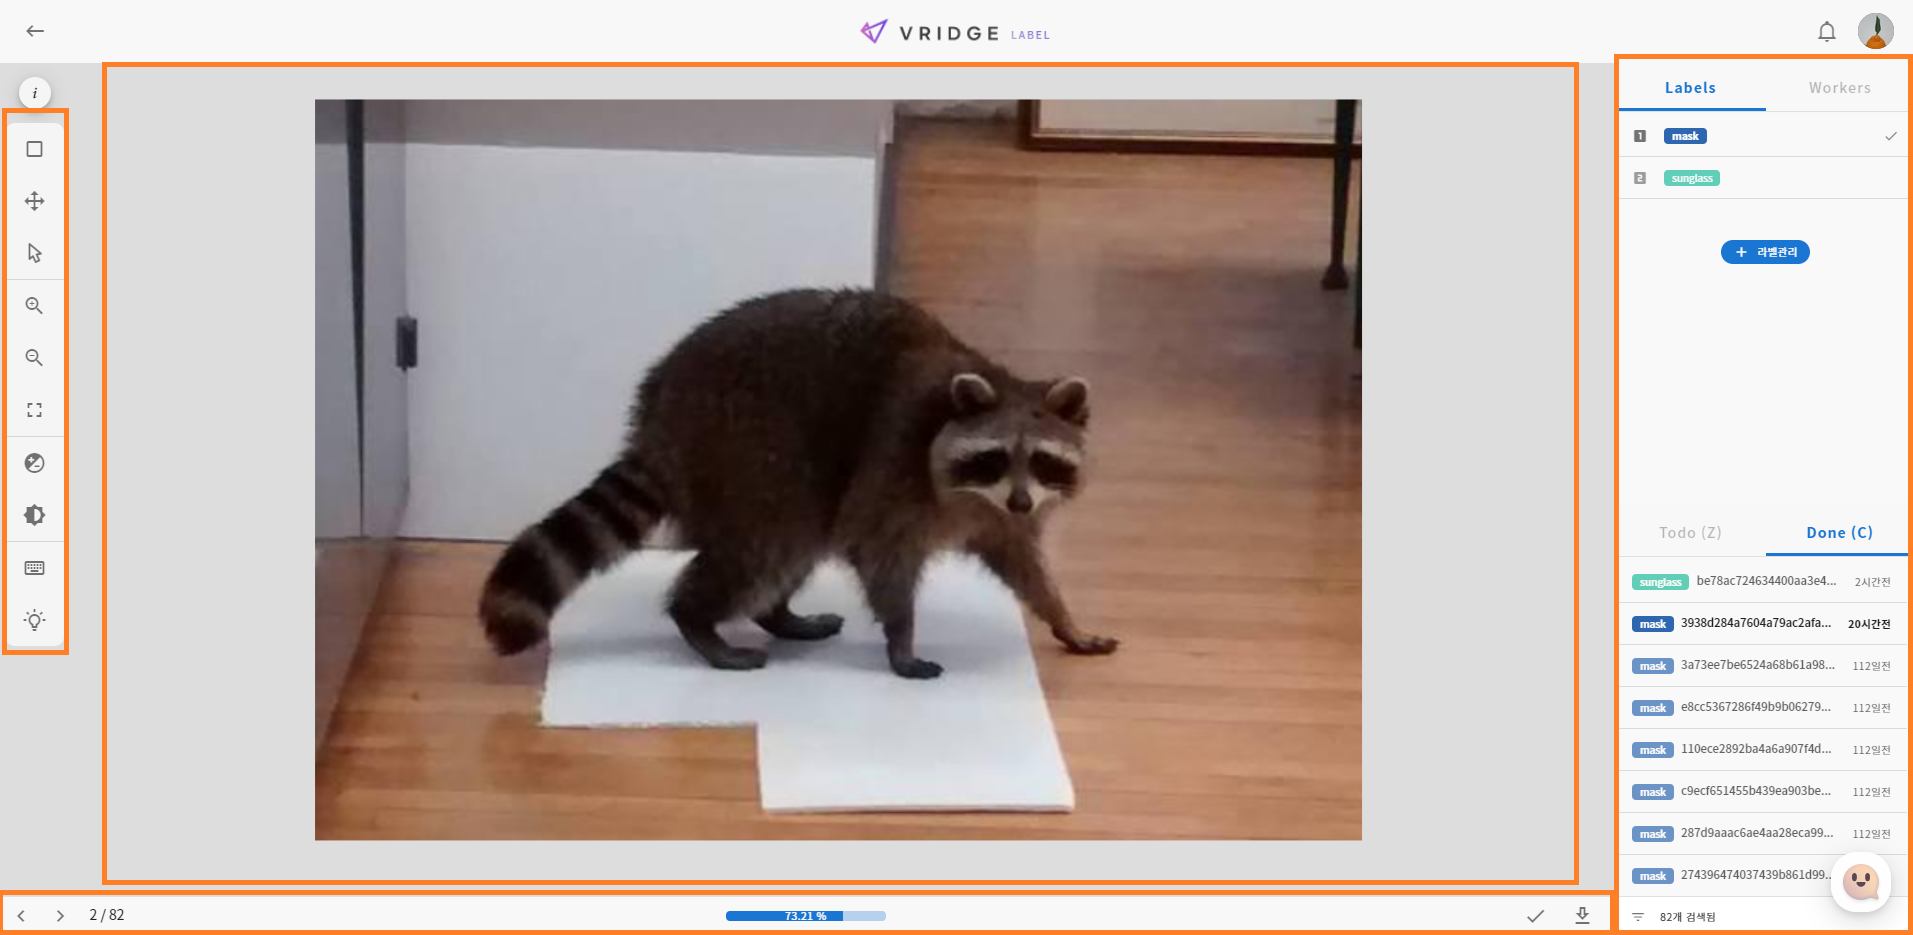 VRIDGE LABEL
i
Labels Workers
1 mask
2 sunglass
+ 라벨관리
Todo (Z) Done (C)
sunglass be78ac724634400aa3e4... 2시간전
mask 3938d284a7604a79ac2afa... 20시간전
mask 3a73ee7be6524a68b61a98... 112일전
mask e8cc5367286f49b9b06279... 112일전
mask 110ece2892ba4a6a907f4d... 112일전
mask c9ecf651455b439ea903be... 112일전
mask 287d9aaac6ae4aa28eca99... 112일전
mask 274396474037439b861d99...
82개 검색됨
2 / 82
73.21 %